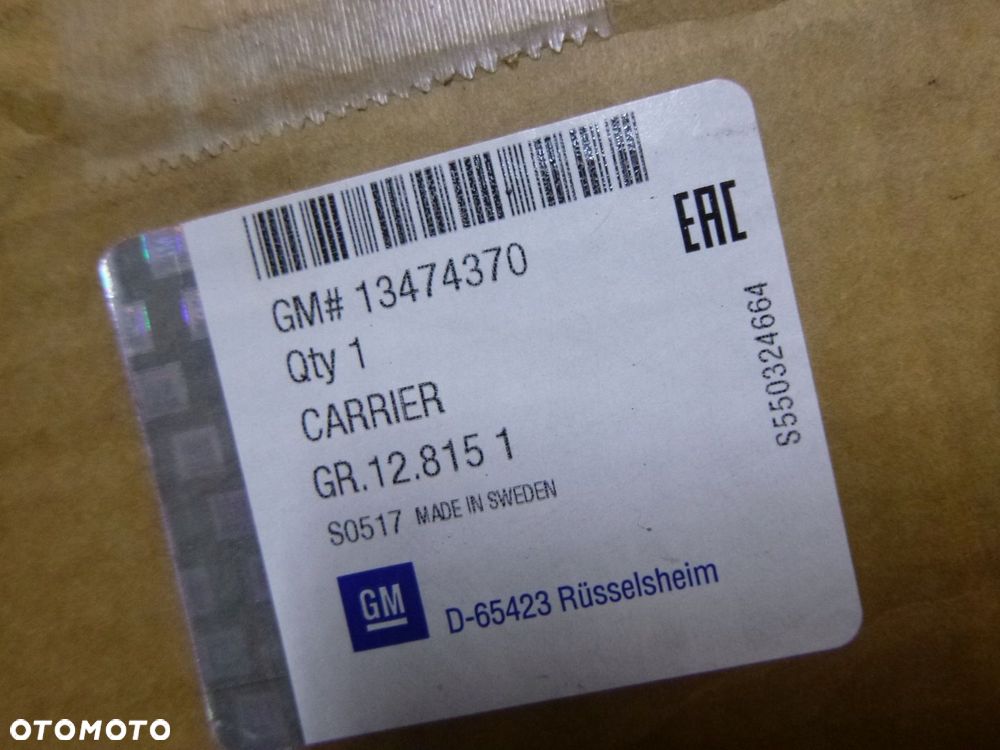 GM# 13474370
Qty 1
CARRIER
GR.12.815 1
S0517 MADE IN SWEDEN
GM
D-65423 Rüsselsheim
EAC
S550324664
OTOMOTO